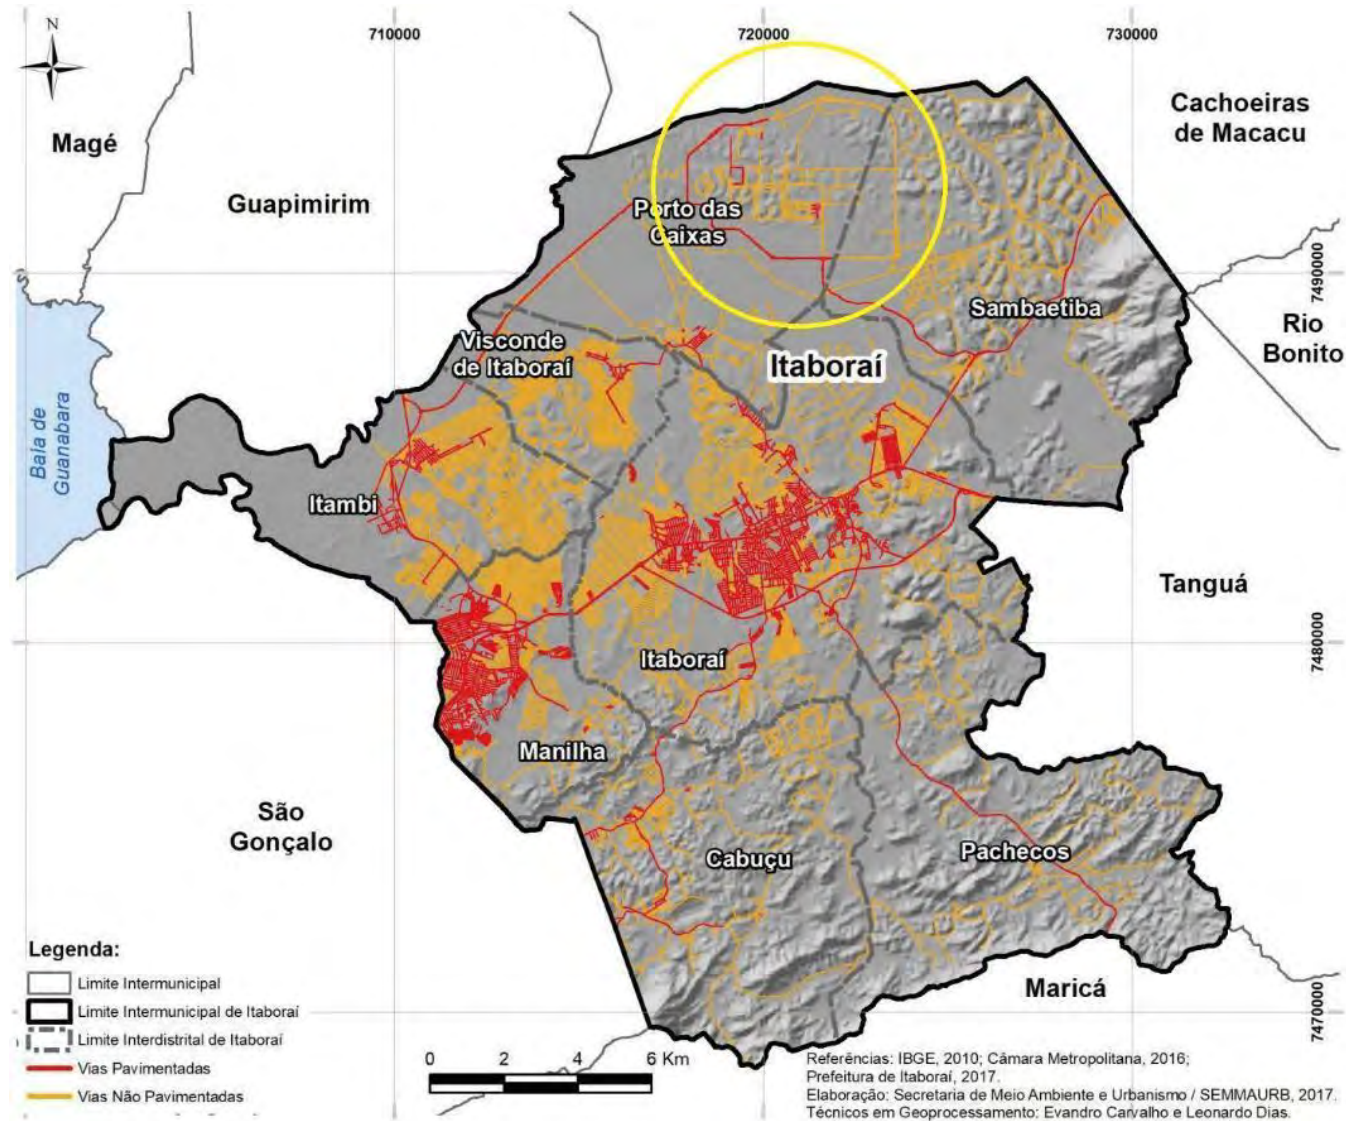 N
710000
720000
730000
Magé
Guapimirim
Cachoeiras
de Macacu
Porto das
Caixas
7490000
Sambaetiba
Rio
Bonito
Visconde
de Itaboraí
Itaboraí
Baía de
Guanabara
Itambi
Tanguá
Itaboraí
7480000
Manilha
São
Gonçalo
Cabuçu
Pachecos
Maricá
7470000
Legenda:
Limite Intermunicipal
Limite Intermunicipal de Itaboraí
Limite Interdistrital de Itaboraí
Vias Pavimentadas
Vias Não Pavimentadas
0 2 4 6 Km
Referências: IBGE, 2010; Câmara Metropolitana, 2016;
Prefeitura de Itaboraí, 2017.
Elaboração: Secretaria de Meio Ambiente e Urbanismo / SEMMAURB, 2017.
Técnicos em Geoprocessamento: Evandro Carvalho e Leonardo Dias.